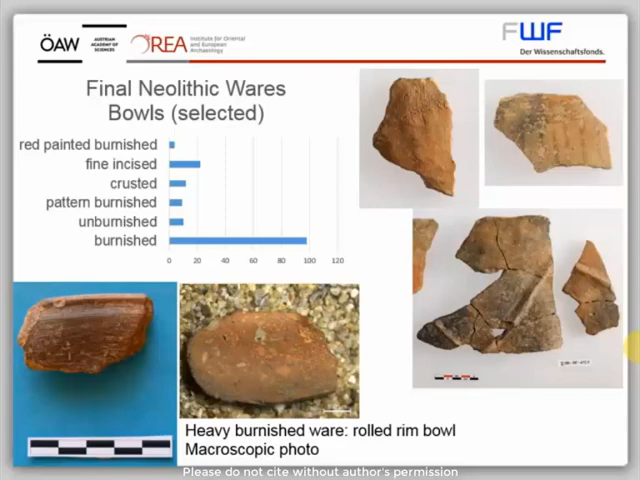 ÖAW
AUSTRIAN
ACADEMY OF
SCIENCES
OREA
Institute for Oriental
and European
Archaeology
FWF
Der Wissenschaftsfonds.
Final Neolithic Wares
Bowls (selected)
red painted burnished
fine incised
crusted
pattern burnished
unburnished
burnished
0 20 40 60 80 100 120
Heavy burnished ware: rolled rim bowl
Macroscopic photo
Please do not cite without author's permission